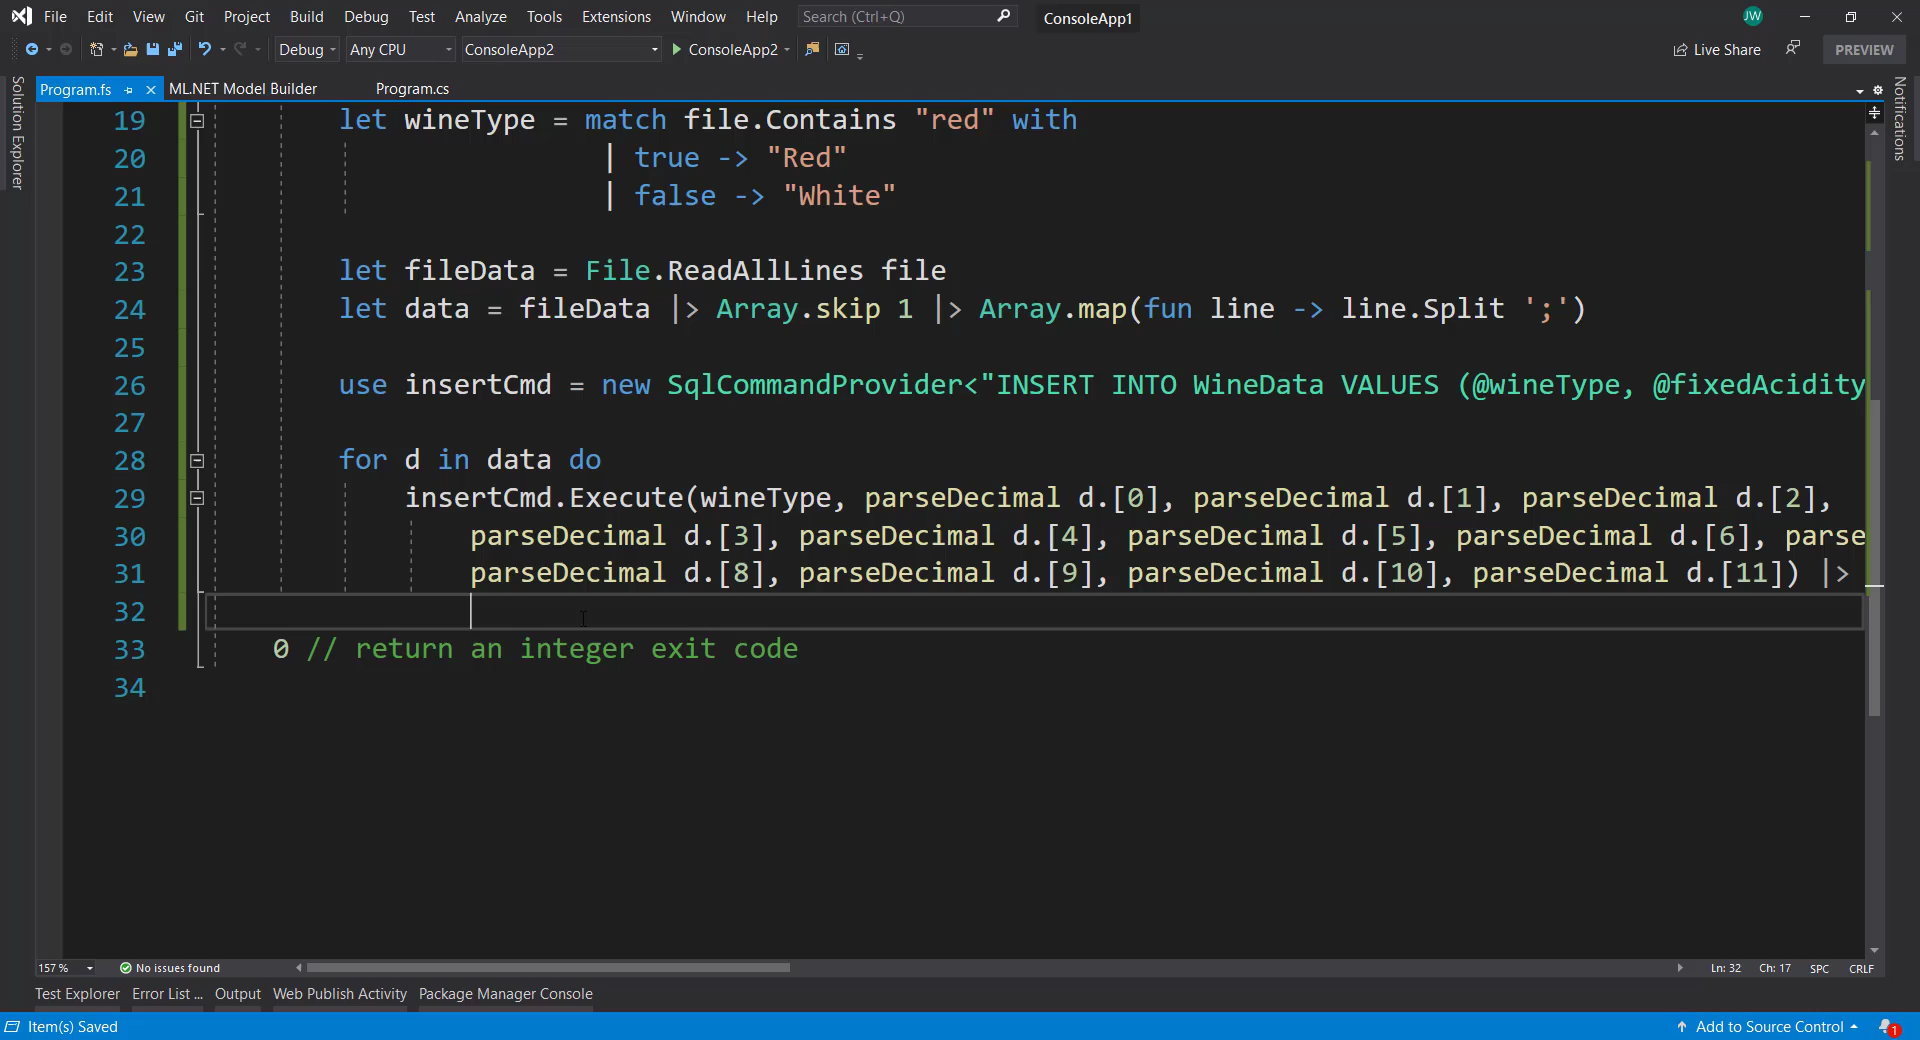 File Edit View Git Project Build Debug Test Analyze Tools Extensions Window Help Search (Ctrl+Q) ConsoleApp1 JW
Debug Any CPU ConsoleApp2 ConsoleApp2 Live Share PREVIEW
Solution Explorer
Program.fs ML.NET Model Builder Program.cs
Notifications
19 let wineType = match file.Contains "red" with
20 | true -> "Red"
21 | false -> "White"
22
23 let fileData = File.ReadAllLines file
24 let data = fileData |> Array.skip 1 |> Array.map(fun line -> line.Split ';')
25
26 use insertCmd = new SqlCommandProvider<"INSERT INTO WineData VALUES (@wineType, @fixedAcidity
27
28 for d in data do
29 insertCmd.Execute(wineType, parseDecimal d.[0], parseDecimal d.[1], parseDecimal d.[2],
30 parseDecimal d.[3], parseDecimal d.[4], parseDecimal d.[5], parseDecimal d.[6], parse
31 parseDecimal d.[8], parseDecimal d.[9], parseDecimal d.[10], parseDecimal d.[11]) |>
32
33 0 // return an integer exit code
34
157 % No issues found Ln: 32 Ch: 17 SPC CRLF
Test Explorer Error List ... Output Web Publish Activity Package Manager Console
Item(s) Saved Add to Source Control 1